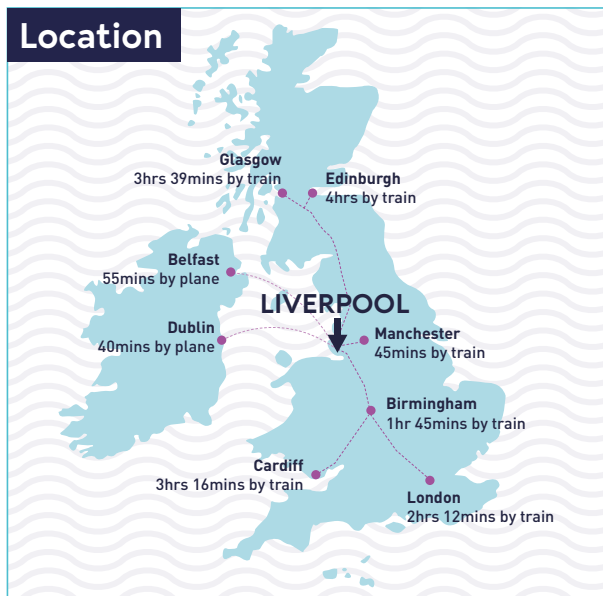 Location
Glasgow
3hrs 39mins by train
Edinburgh
4hrs by train
Belfast
55mins by plane
LIVERPOOL
Dublin
40mins by plane
Manchester
45mins by train
Birmingham
1hr 45mins by train
Cardiff
3hrs 16mins by train
London
2hrs 12mins by train